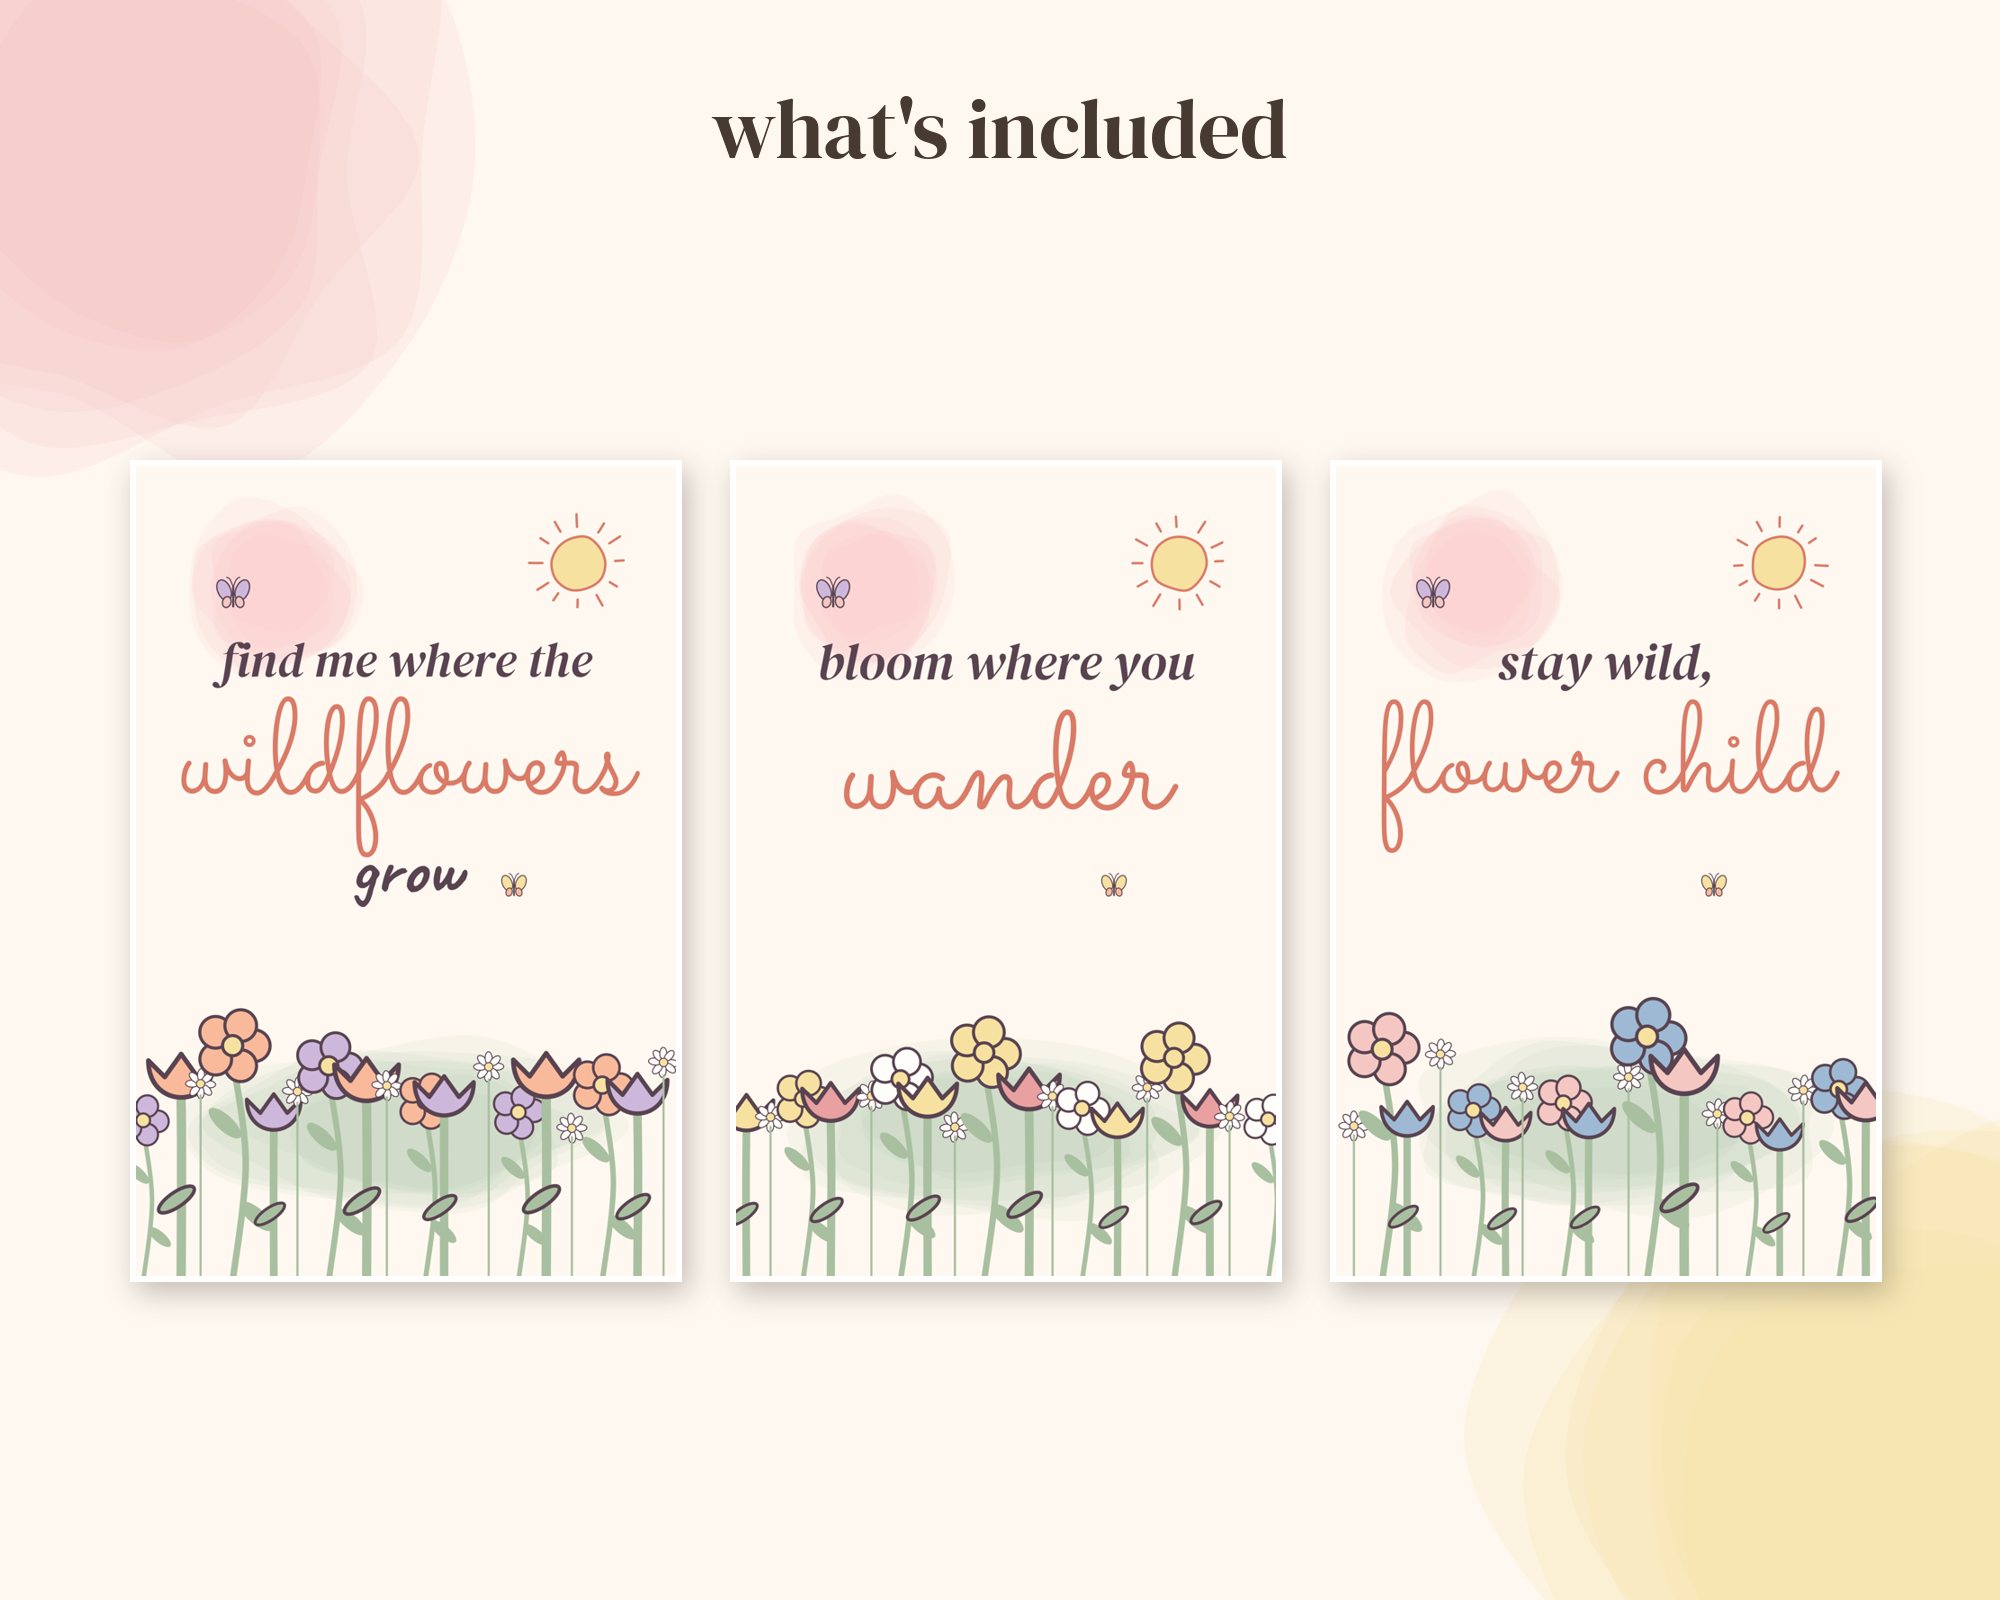 what's included
find me where the
wildflowers
grow
bloom where you
wander
stay wild,
flower child